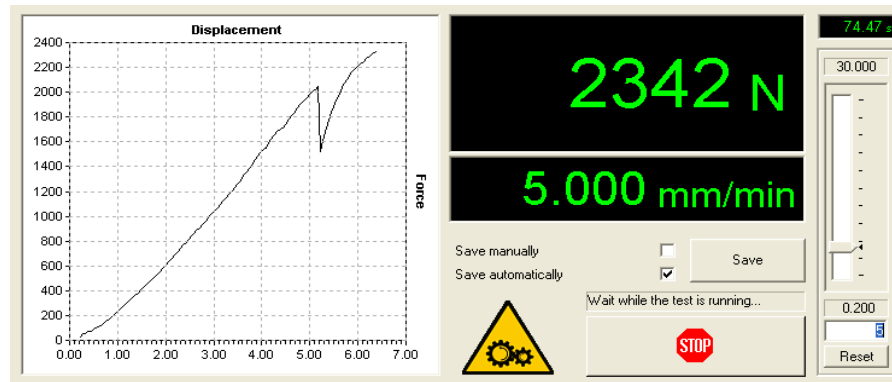 Displacement
2400
2200
2000
1800
1600
1400
1200
1000
800
600
400
200
0
0.00 1.00 2.00 3.00 4.00 5.00 6.00 7.00
Force
2342 N
5.000 mm/min
Save manually
Save automatically
Save
Wait while the test is running...
STOP
74.47 s
30.000
0.200
5
Reset